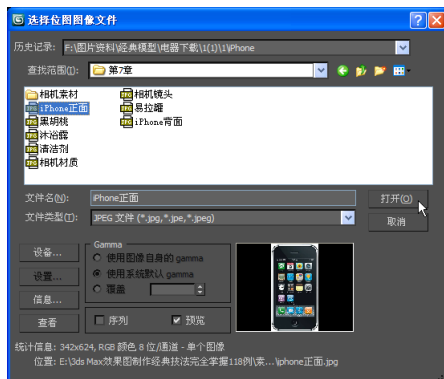 选择位图图像文件
历史记录: F:\图片资料\经典模型\电器下载\1(1)\1\iPhone
查找范围(I): 第7章
相机素材 相机镜头
iPhone正面 易拉罐
黑胡桃 iPhone背面
沐浴露
清洁剂
相机材质
文件名(N): iPhone正面 打开(O)
文件类型(T): JPEG 文件 (*.jpg,*.jpe,*.jpeg) 取消
设备... Gamma
使用图像自身的 gamma
设置... 使用系统默认 gamma
覆盖
信息...
查看 序列 预览
统计信息: 342x624, RGB 颜色 8 位/通道 - 单个图像
位置: E:\3ds Max效果图制作经典技法完全掌握118例\素...\iphone正面.jpg